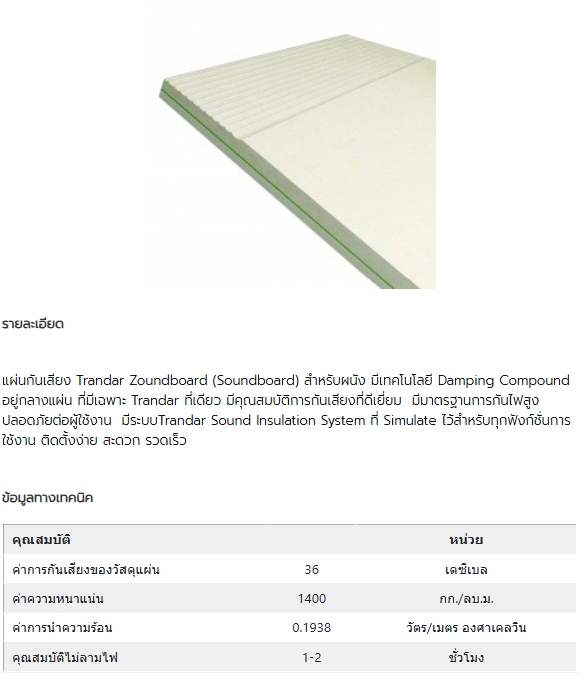 รายละเอียด
แผ่นกันเสียง Trandar Zoundboard (Soundboard) สำหรับผนัง มีเทคโนโลยี Damping Compound
อยู่กลางแผ่น ที่มีเฉพาะ Trandar ที่เดียว มีคุณสมบัติการกันเสียงที่ดีเยี่ยม มีมาตรฐานการกันไฟสูง
ปลอดภัยต่อผู้ใช้งาน มีระบบTrandar Sound Insulation System ที่ Simulate ไว้สำหรับทุกฟังก์ชั่นการ
ใช้งาน ติดตั้งง่าย สะดวก รวดเร็ว
ข้อมูลทางเทคนิค
คุณสมบัติ หน่วย
ค่าการกันเสียงของวัสดุแผ่น 36 เดซิเบล
ค่าความหนาแน่น 1400 กก./ลบ.ม.
ค่าการนำความร้อน 0.1938 วัตร/เมตร องศาเคลวิน
คุณสมบัติไม่ลามไฟ 1-2 ชั่วโมง